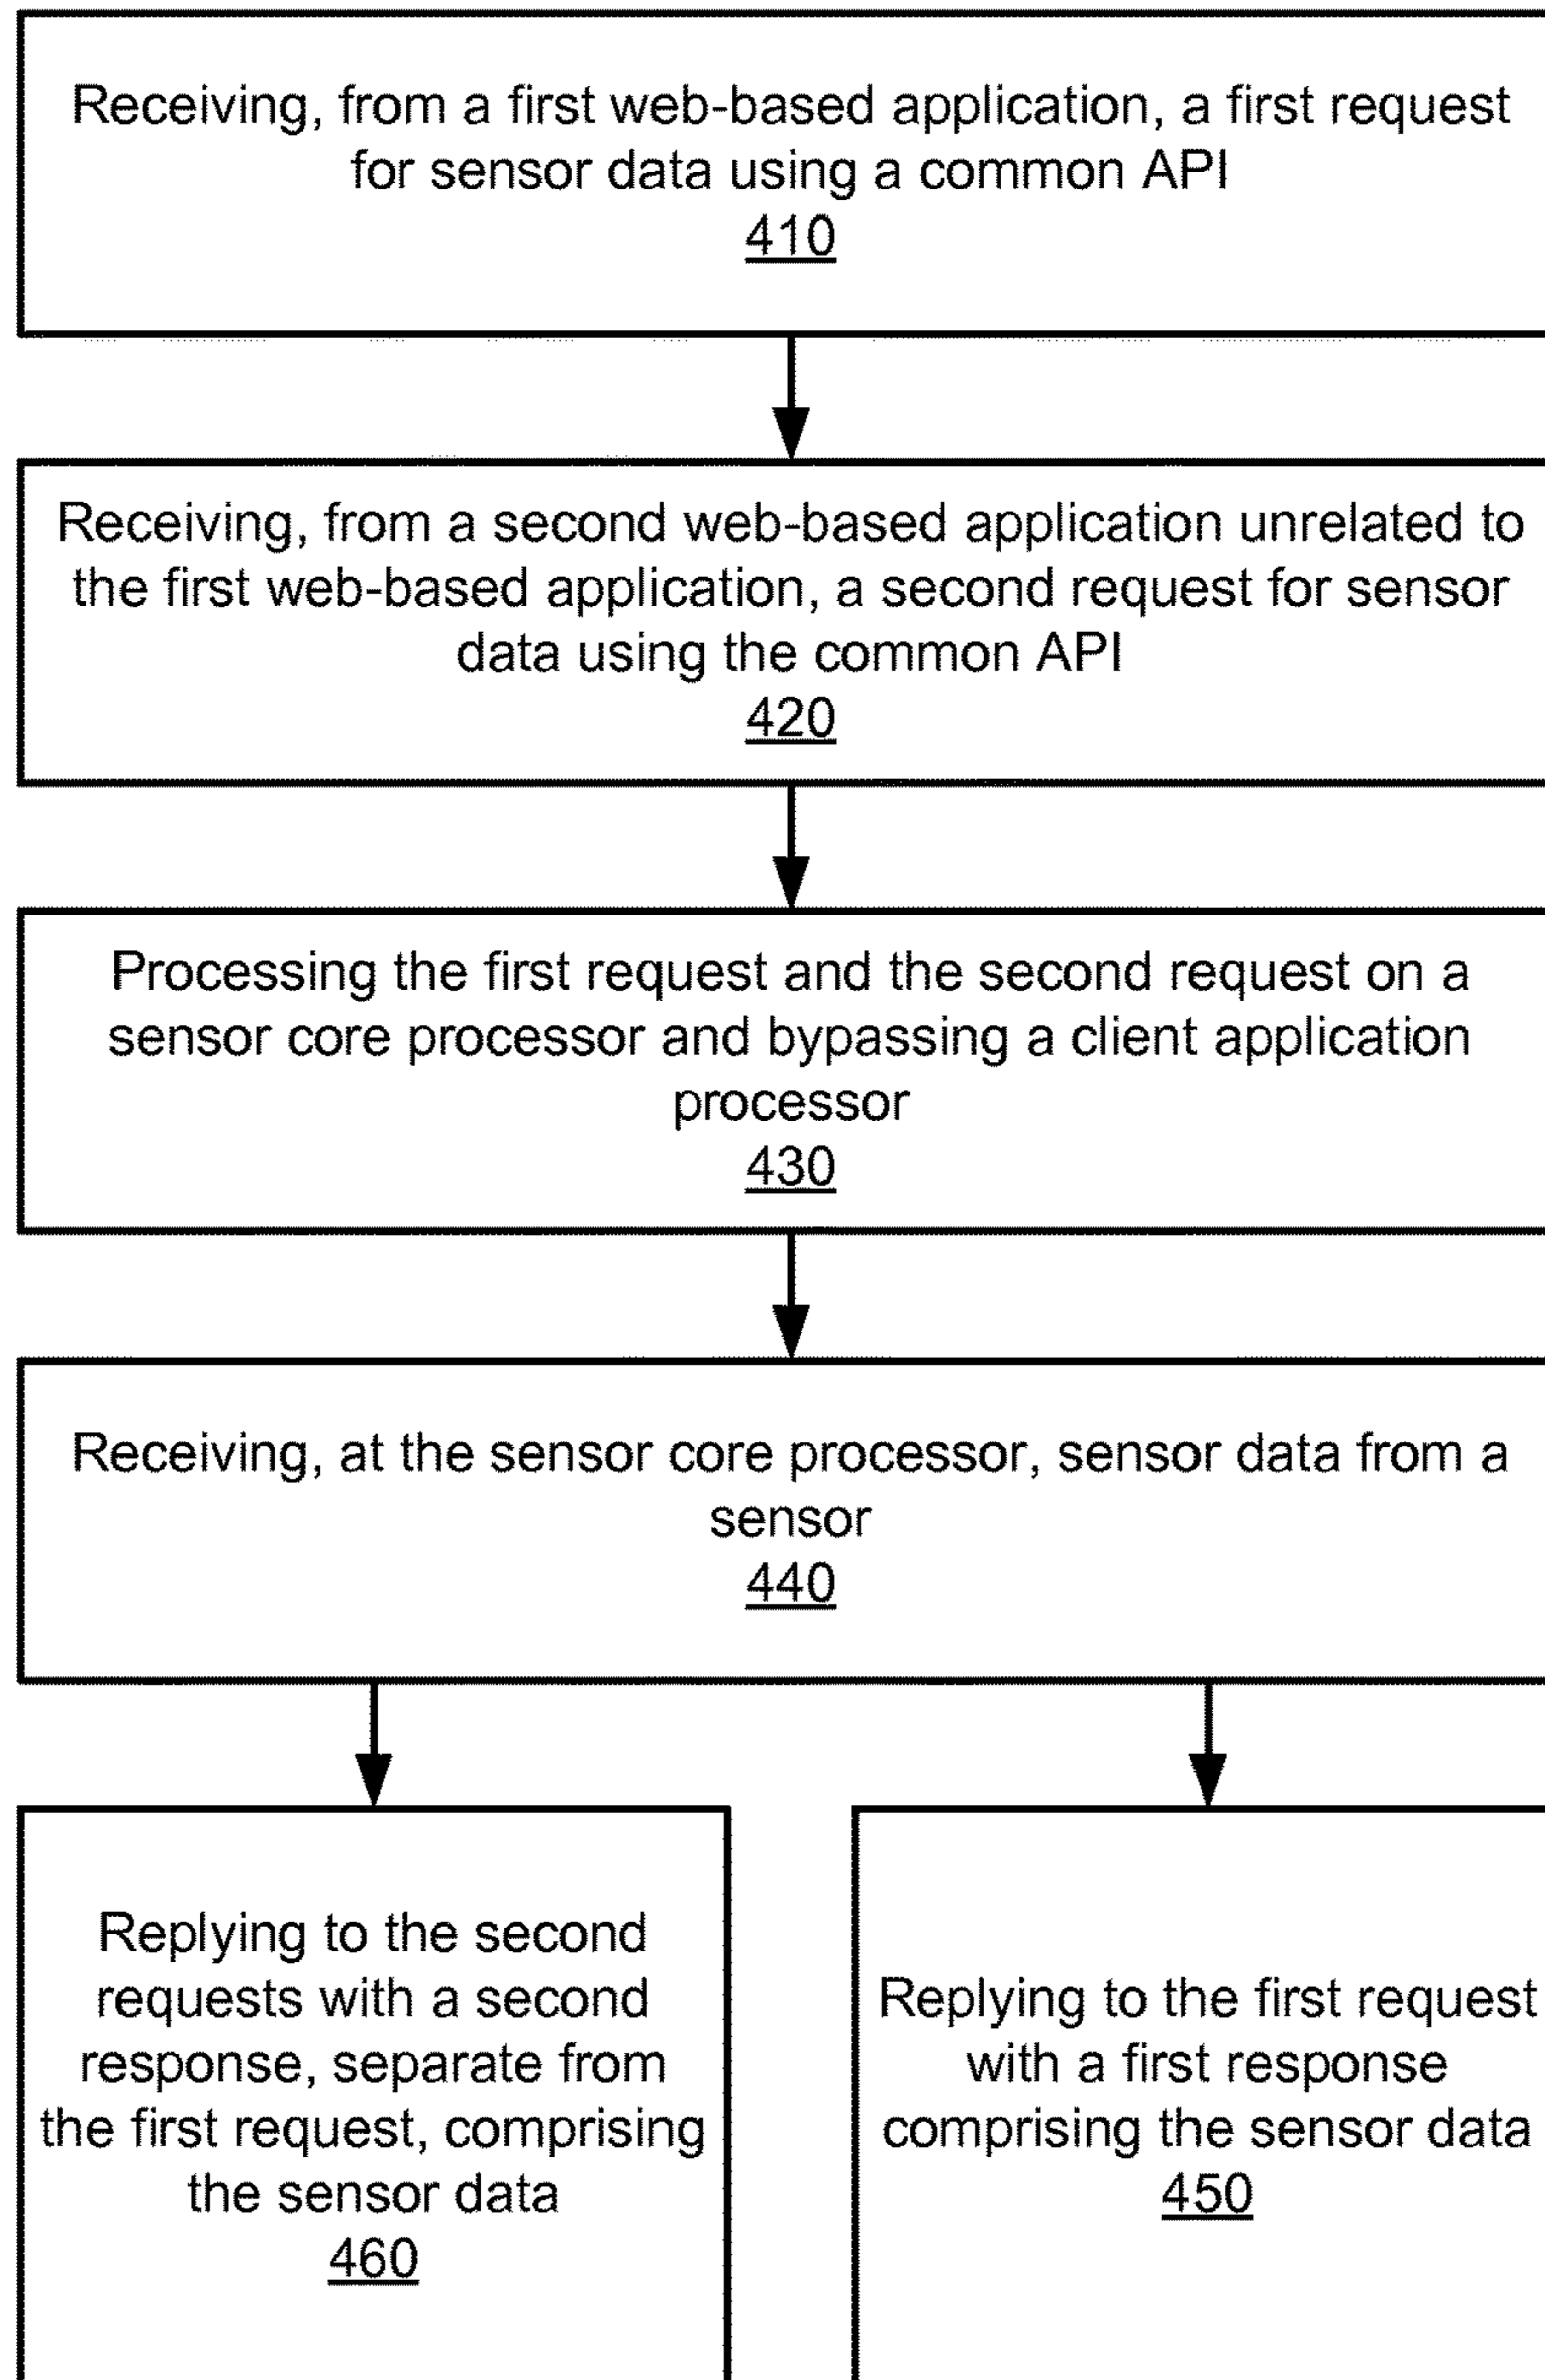 Receiving, from a first web-based application, a first request
for sensor data using a common API
410
Receiving, from a second web-based application unrelated to
the first web-based application, a second request for sensor
data using the common API
420
Processing the first request and the second request on a
sensor core processor and bypassing a client application
processor
430
Receiving, at the sensor core processor, sensor data from a
sensor
440
Replying to the second
requests with a second
response, separate from
the first request, comprising
the sensor data
460
Replying to the first request
with a first response
comprising the sensor data
450